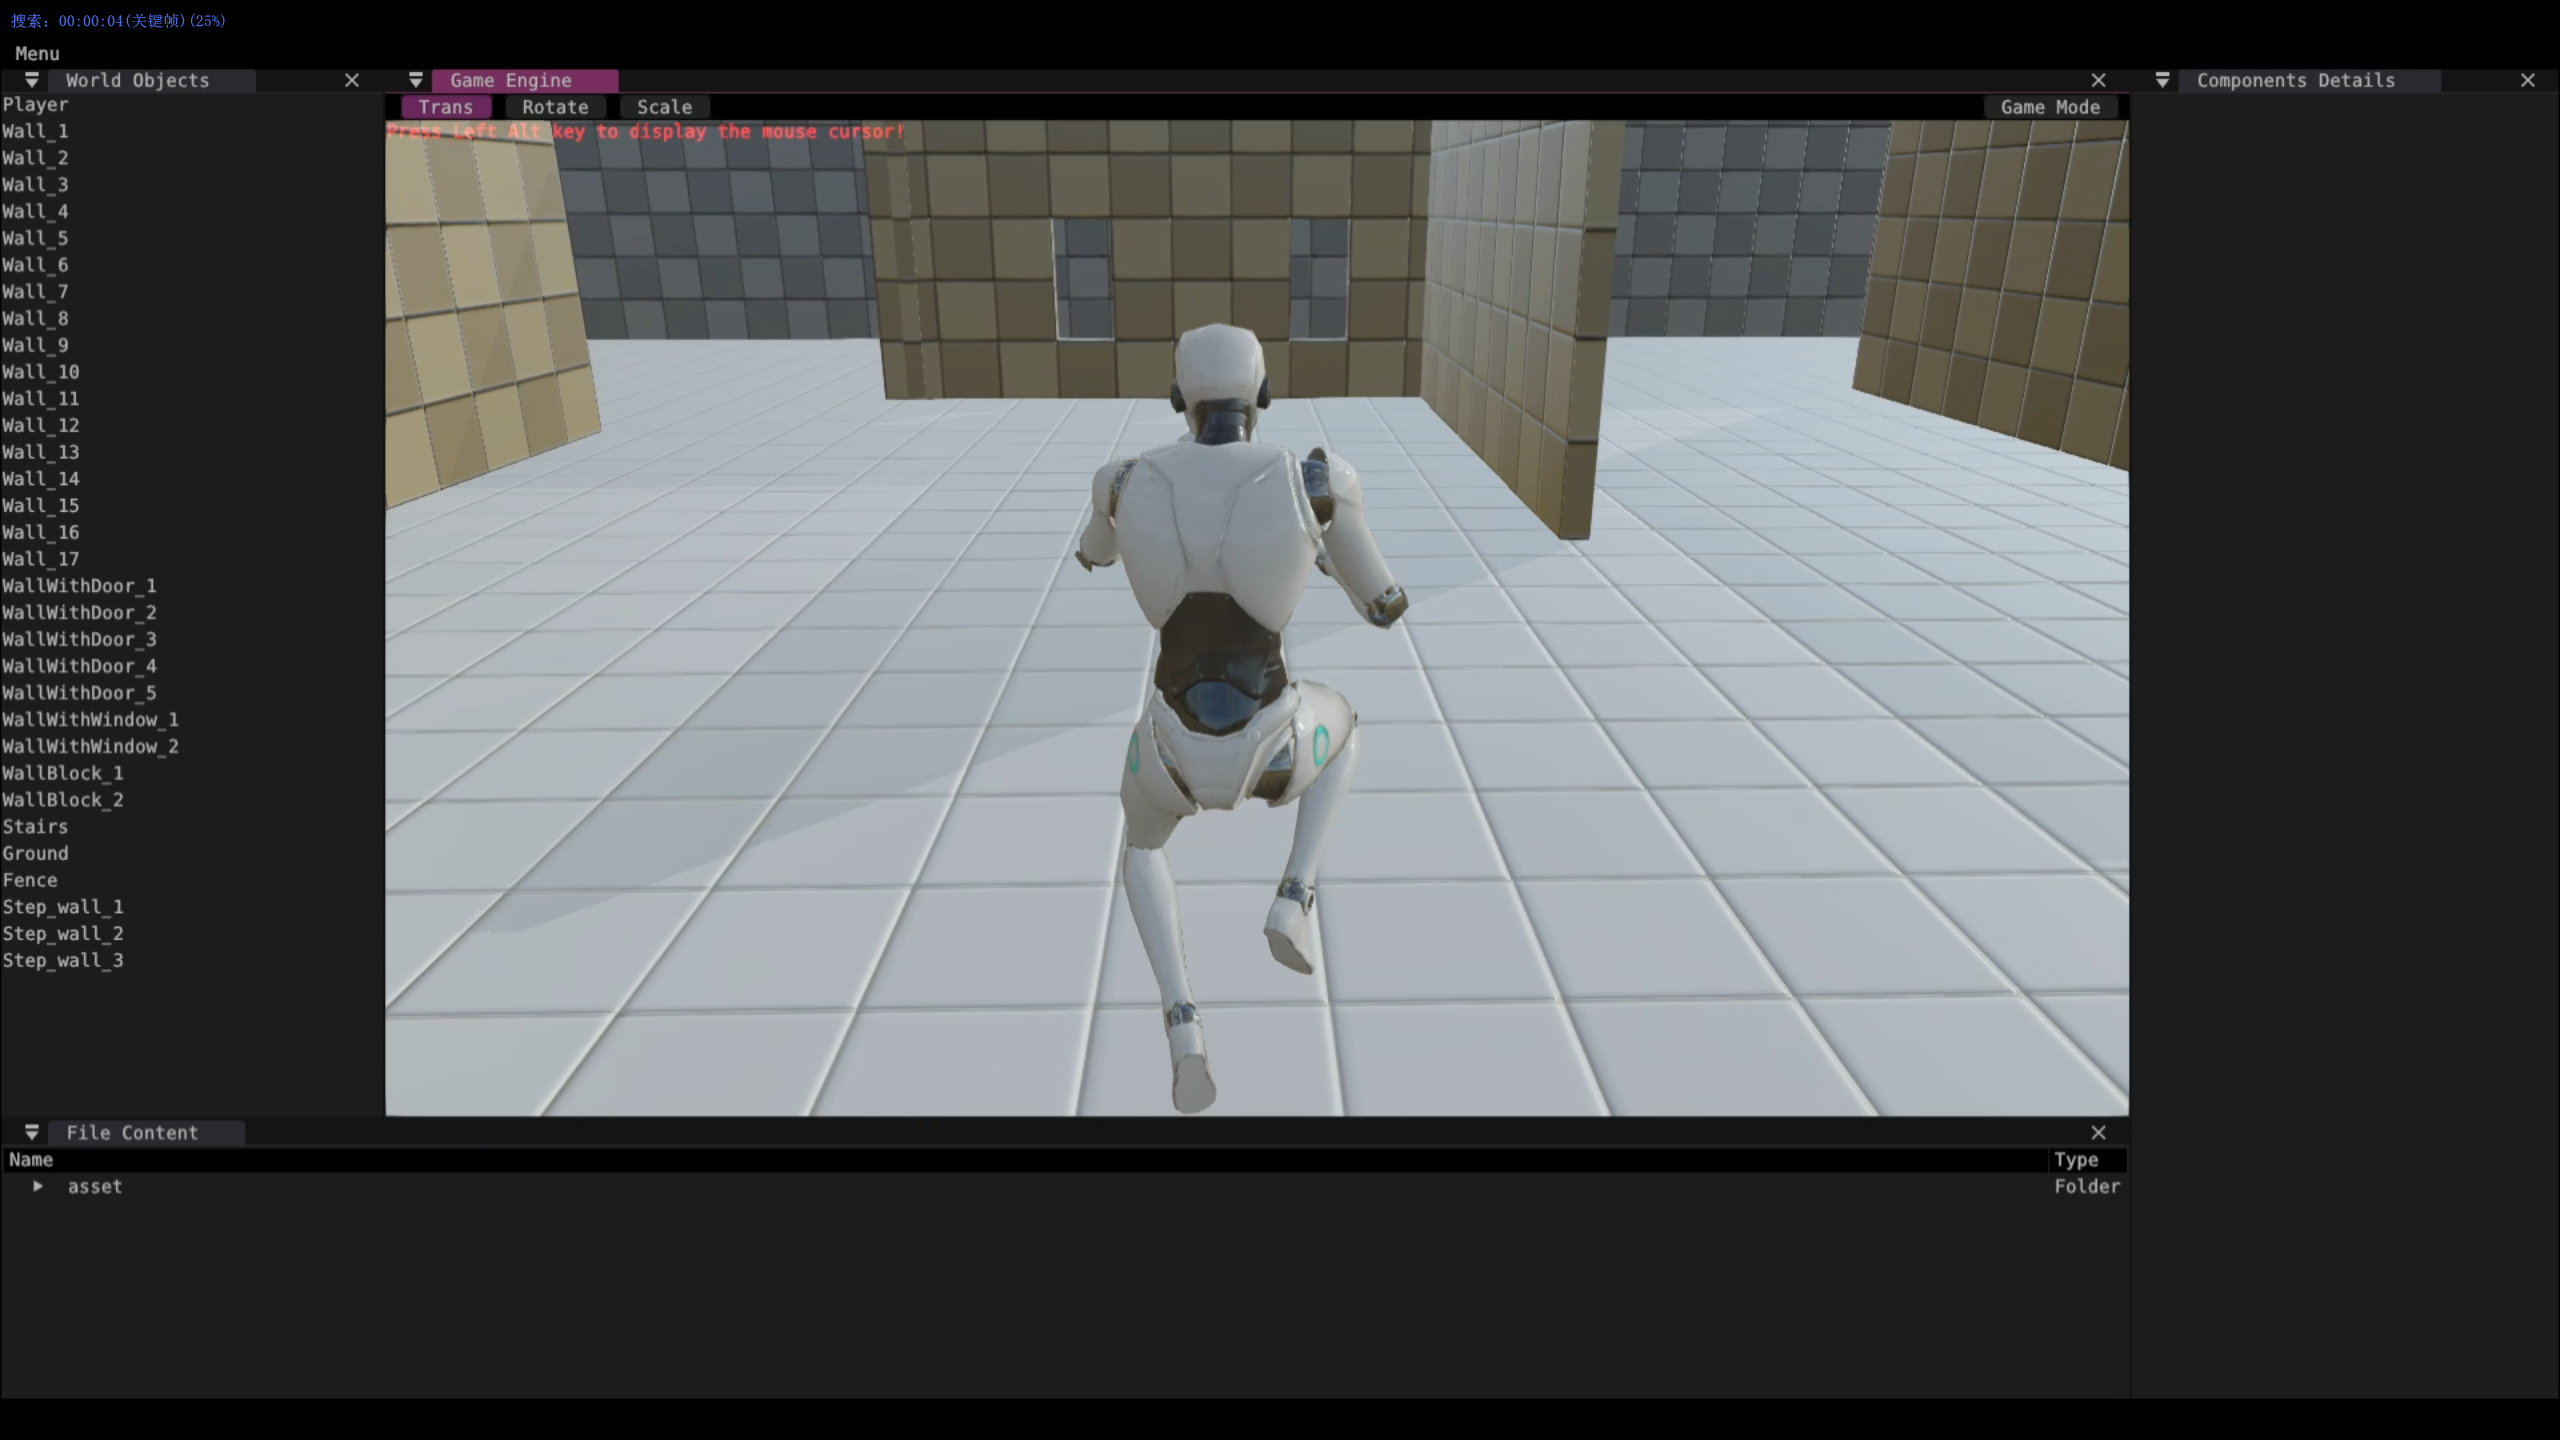 搜索: 00:00:04(关键帧)(25%)
Menu
World Objects
Game Engine
Components Details
Trans
Rotate
Scale
Game Mode
Press Left Alt key to display the mouse cursor!
Player
Wall_1
Wall_2
Wall_3
Wall_4
Wall_5
Wall_6
Wall_7
Wall_8
Wall_9
Wall_10
Wall_11
Wall_12
Wall_13
Wall_14
Wall_15
Wall_16
Wall_17
WallWithDoor_1
WallWithDoor_2
WallWithDoor_3
WallWithDoor_4
WallWithDoor_5
WallWithWindow_1
WallWithWindow_2
WallBlock_1
WallBlock_2
Stairs
Ground
Fence
Step_wall_1
Step_wall_2
Step_wall_3
File Content
Name
Type
asset
Folder